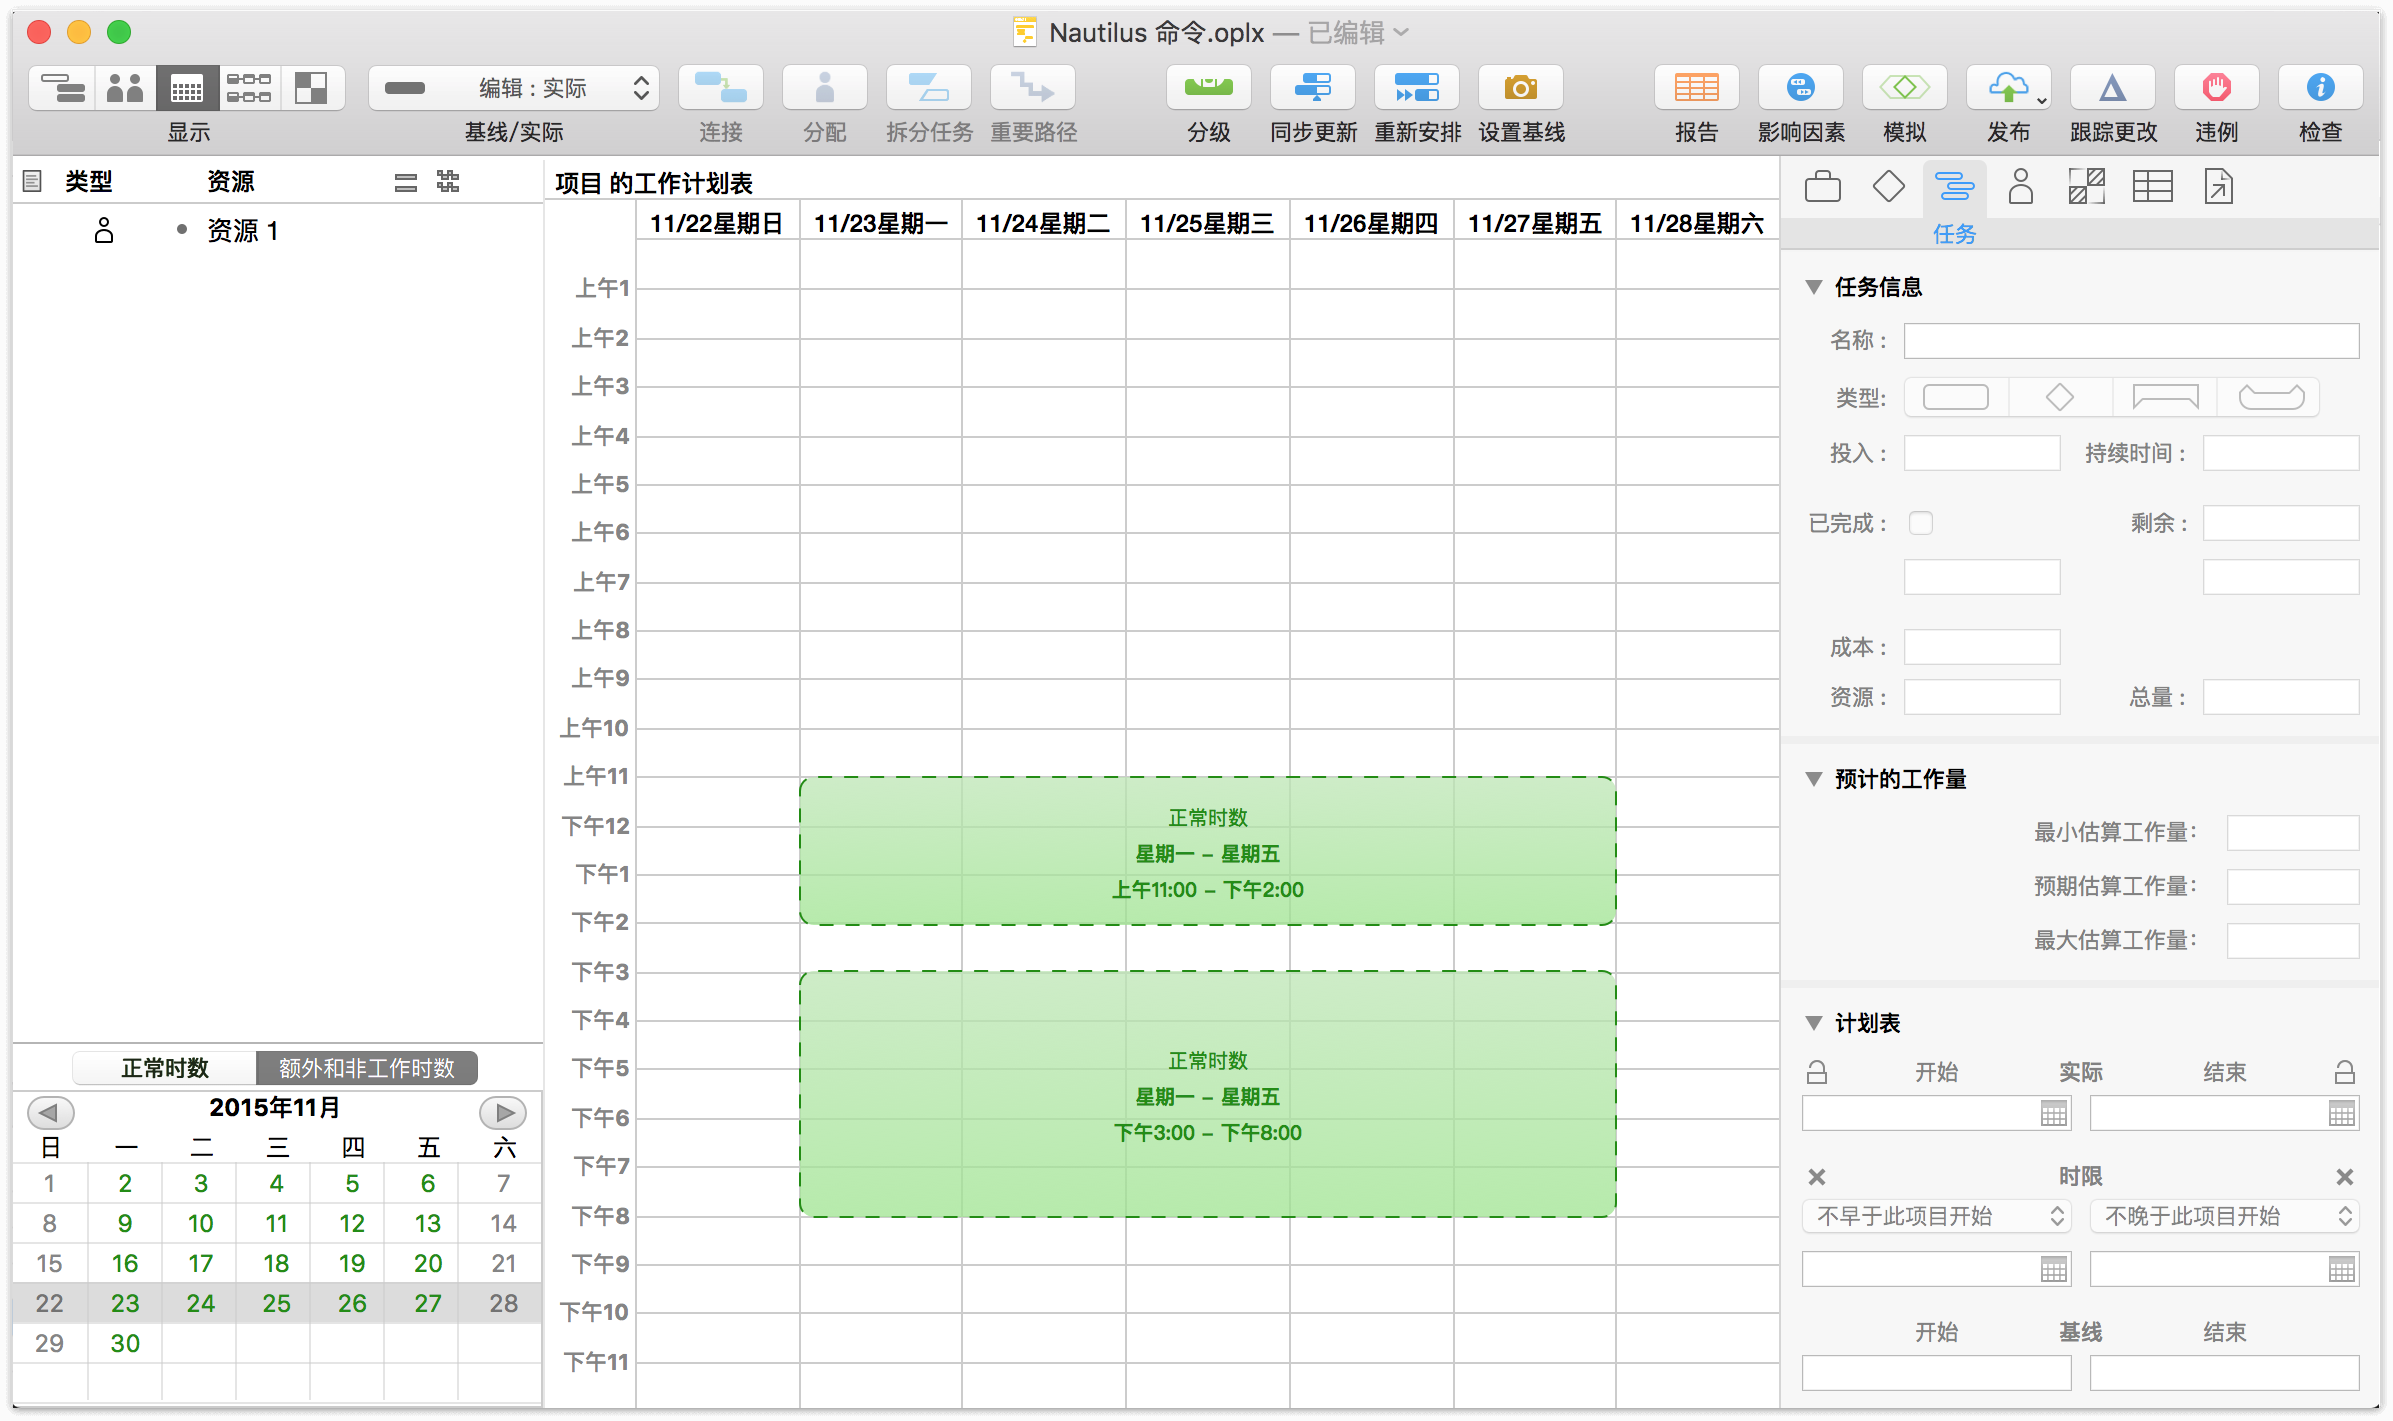 Nautilus 命令.oplx — 已编辑
编辑：实际
显示 基线/实际 连接 分配 拆分任务 重要路径 分级 同步更新 重新安排 设置基线 报告 影响因素 模拟 发布 跟踪更改 违例 检查
类型 资源
资源 1
正常时数 额外和非工作时数
2015年11月
日 一 二 三 四 五 六
1 2 3 4 5 6 7
8 9 10 11 12 13 14
15 16 17 18 19 20 21
22 23 24 25 26 27 28
29 30
项目 的工作计划表
11/22星期日 11/23星期一 11/24星期二 11/25星期三 11/26星期四 11/27星期五 11/28星期六
上午1
上午2
上午3
上午4
上午5
上午6
上午7
上午8
上午9
上午10
上午11
下午12
下午1
下午2
下午3
下午4
下午5
下午6
下午7
下午8
下午9
下午10
下午11
正常时数
星期一 – 星期五
上午11:00 – 下午2:00
正常时数
星期一 – 星期五
下午3:00 – 下午8:00
任务
任务信息
名称：
类型:
投入： 持续时间：
已完成： 剩余：
成本：
资源： 总量：
预计的工作量
最小估算工作量：
预期估算工作量：
最大估算工作量：
计划表
开始 实际 结束
时限
不早于此项目开始 不晚于此项目开始
开始 基线 结束